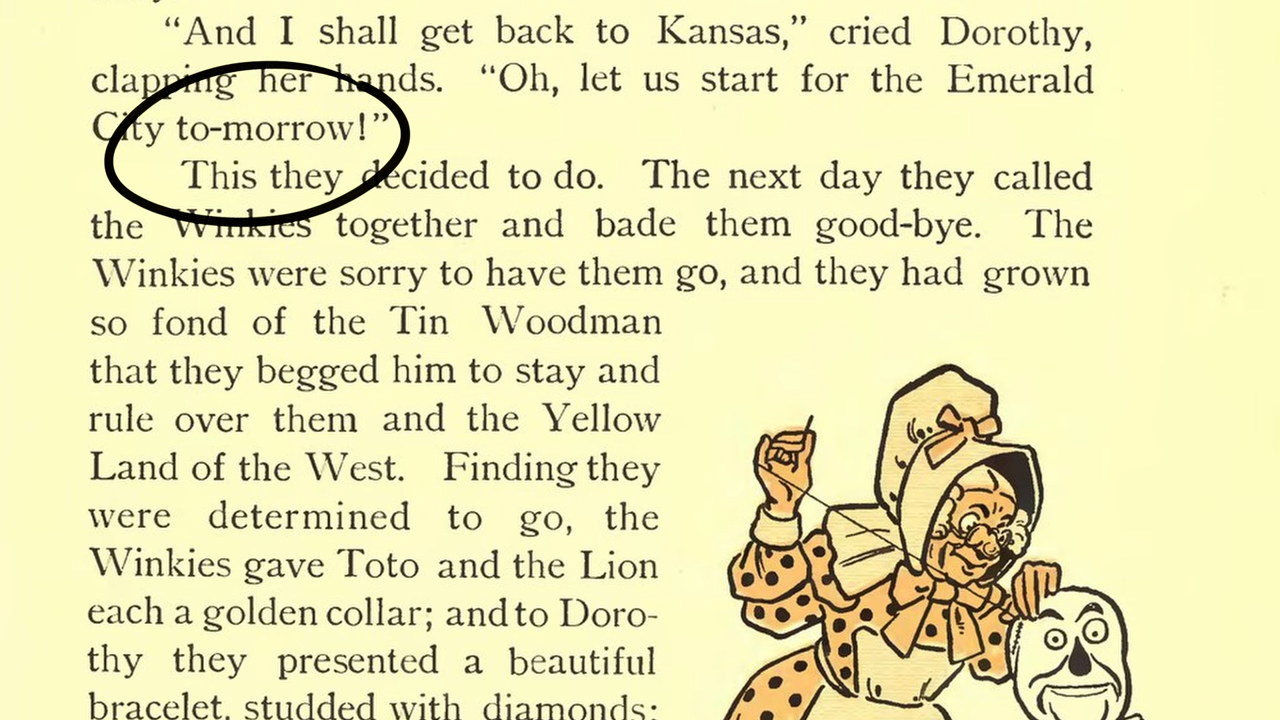 “And I shall get back to Kansas,” cried Dorothy,
clapping her hands. “Oh, let us start for the Emerald
City to-morrow!”
This they decided to do. The next day they called
the Winkies together and bade them good-bye. The
Winkies were sorry to have them go, and they had grown
so fond of the Tin Woodman
that they begged him to stay and
rule over them and the Yellow
Land of the West. Finding they
were determined to go, the
Winkies gave Toto and the Lion
each a golden collar; and to Doro-
thy they presented a beautiful
bracelet, studded with diamonds;